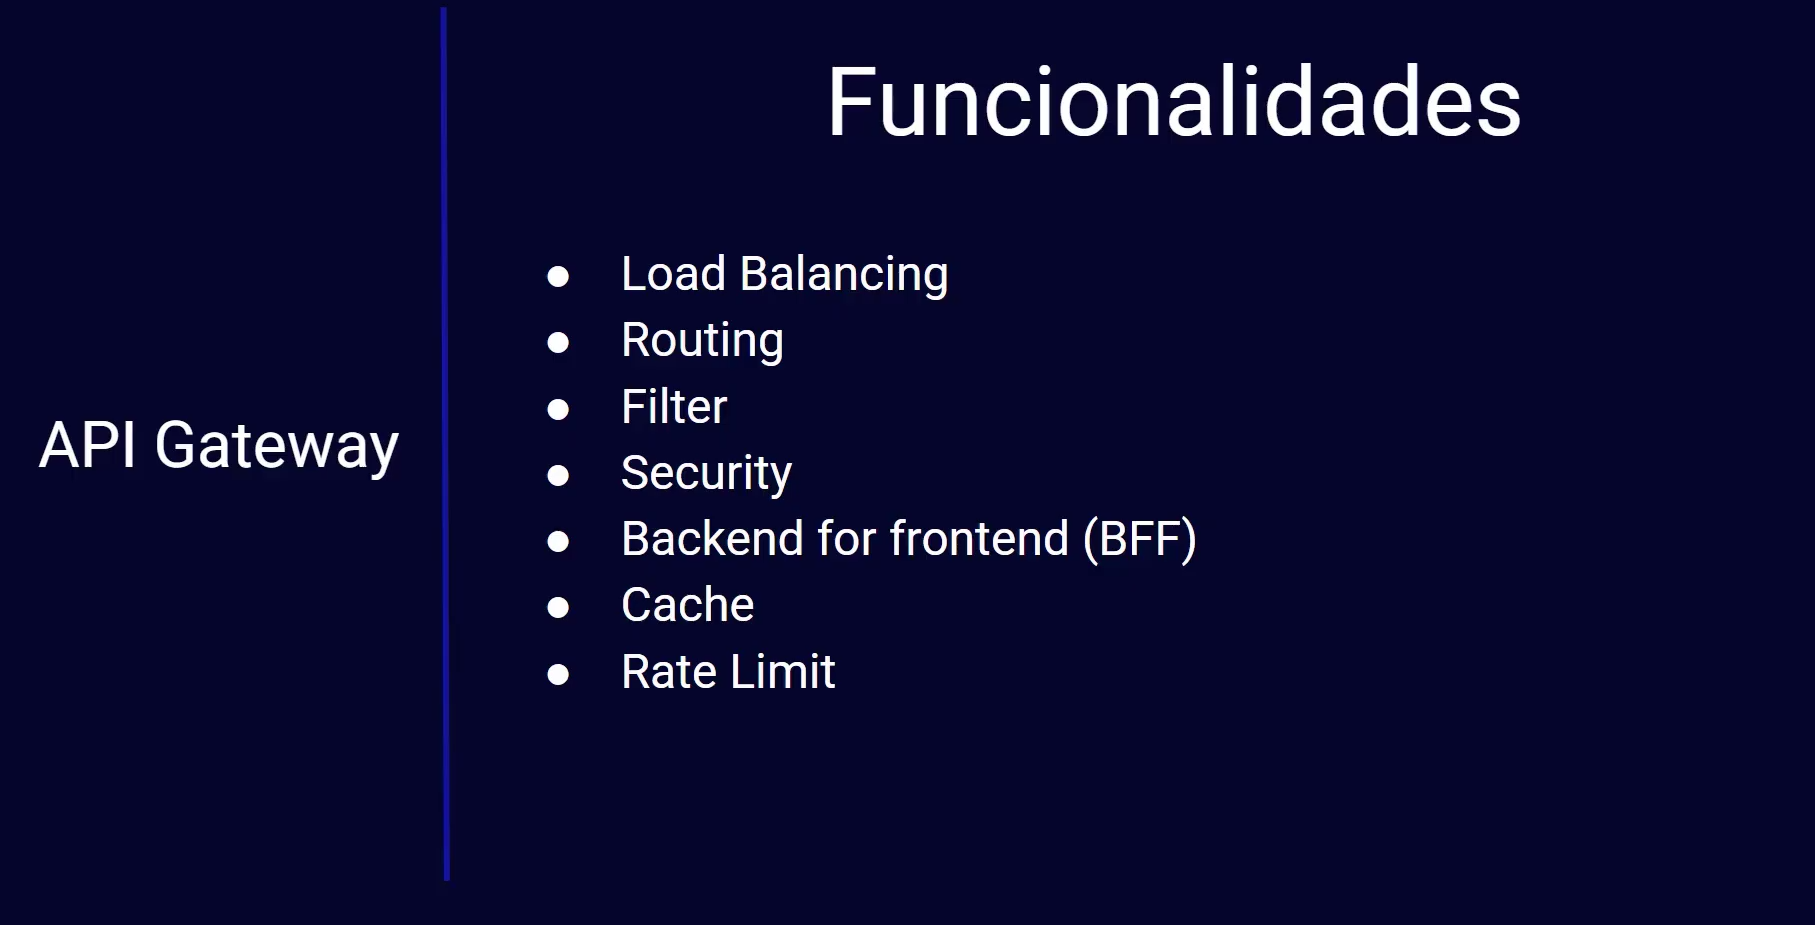 Funcionalidades
API Gateway
● Load Balancing
● Routing
● Filter
● Security
● Backend for frontend (BFF)
● Cache
● Rate Limit